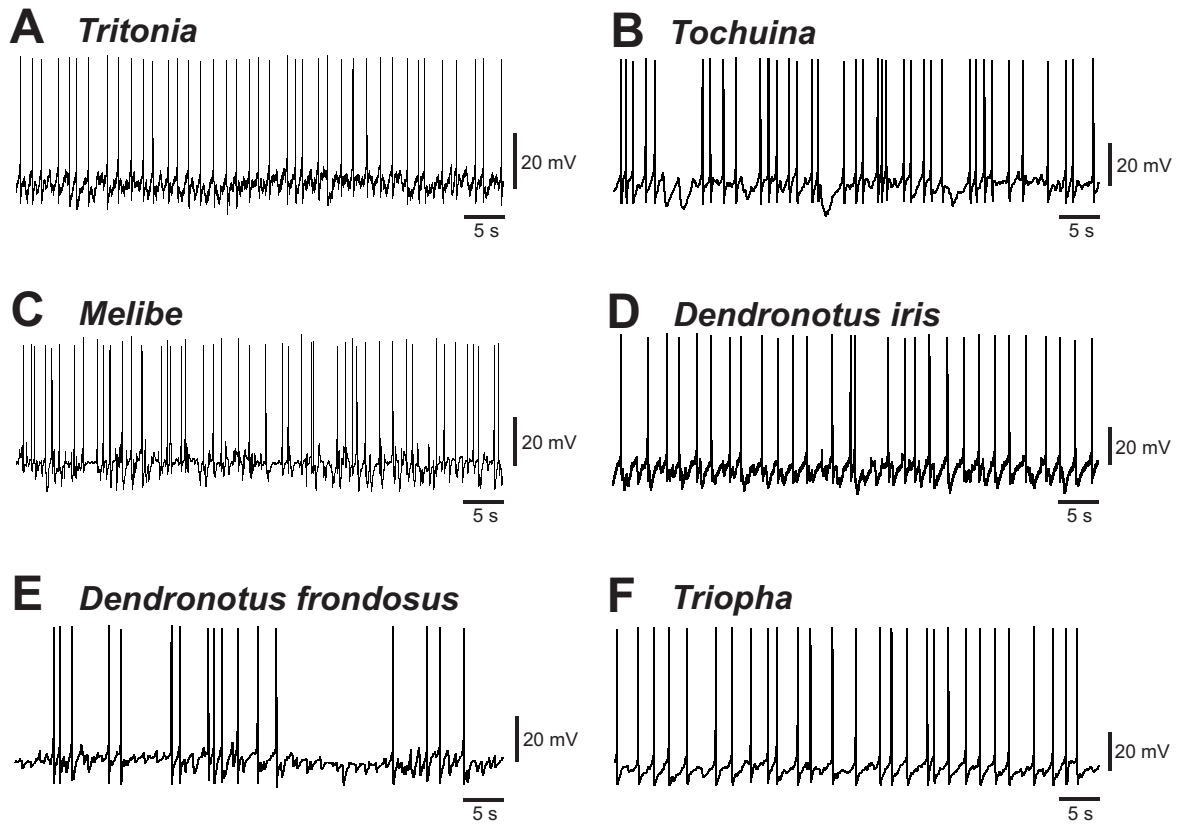 A Tritonia
20 mV
5 s
B Tochuina
20 mV
5 s
C Melibe
20 mV
5 s
D Dendronotus iris
20 mV
5 s
E Dendronotus frondosus
20 mV
5 s
F Triopha
20 mV
5 s